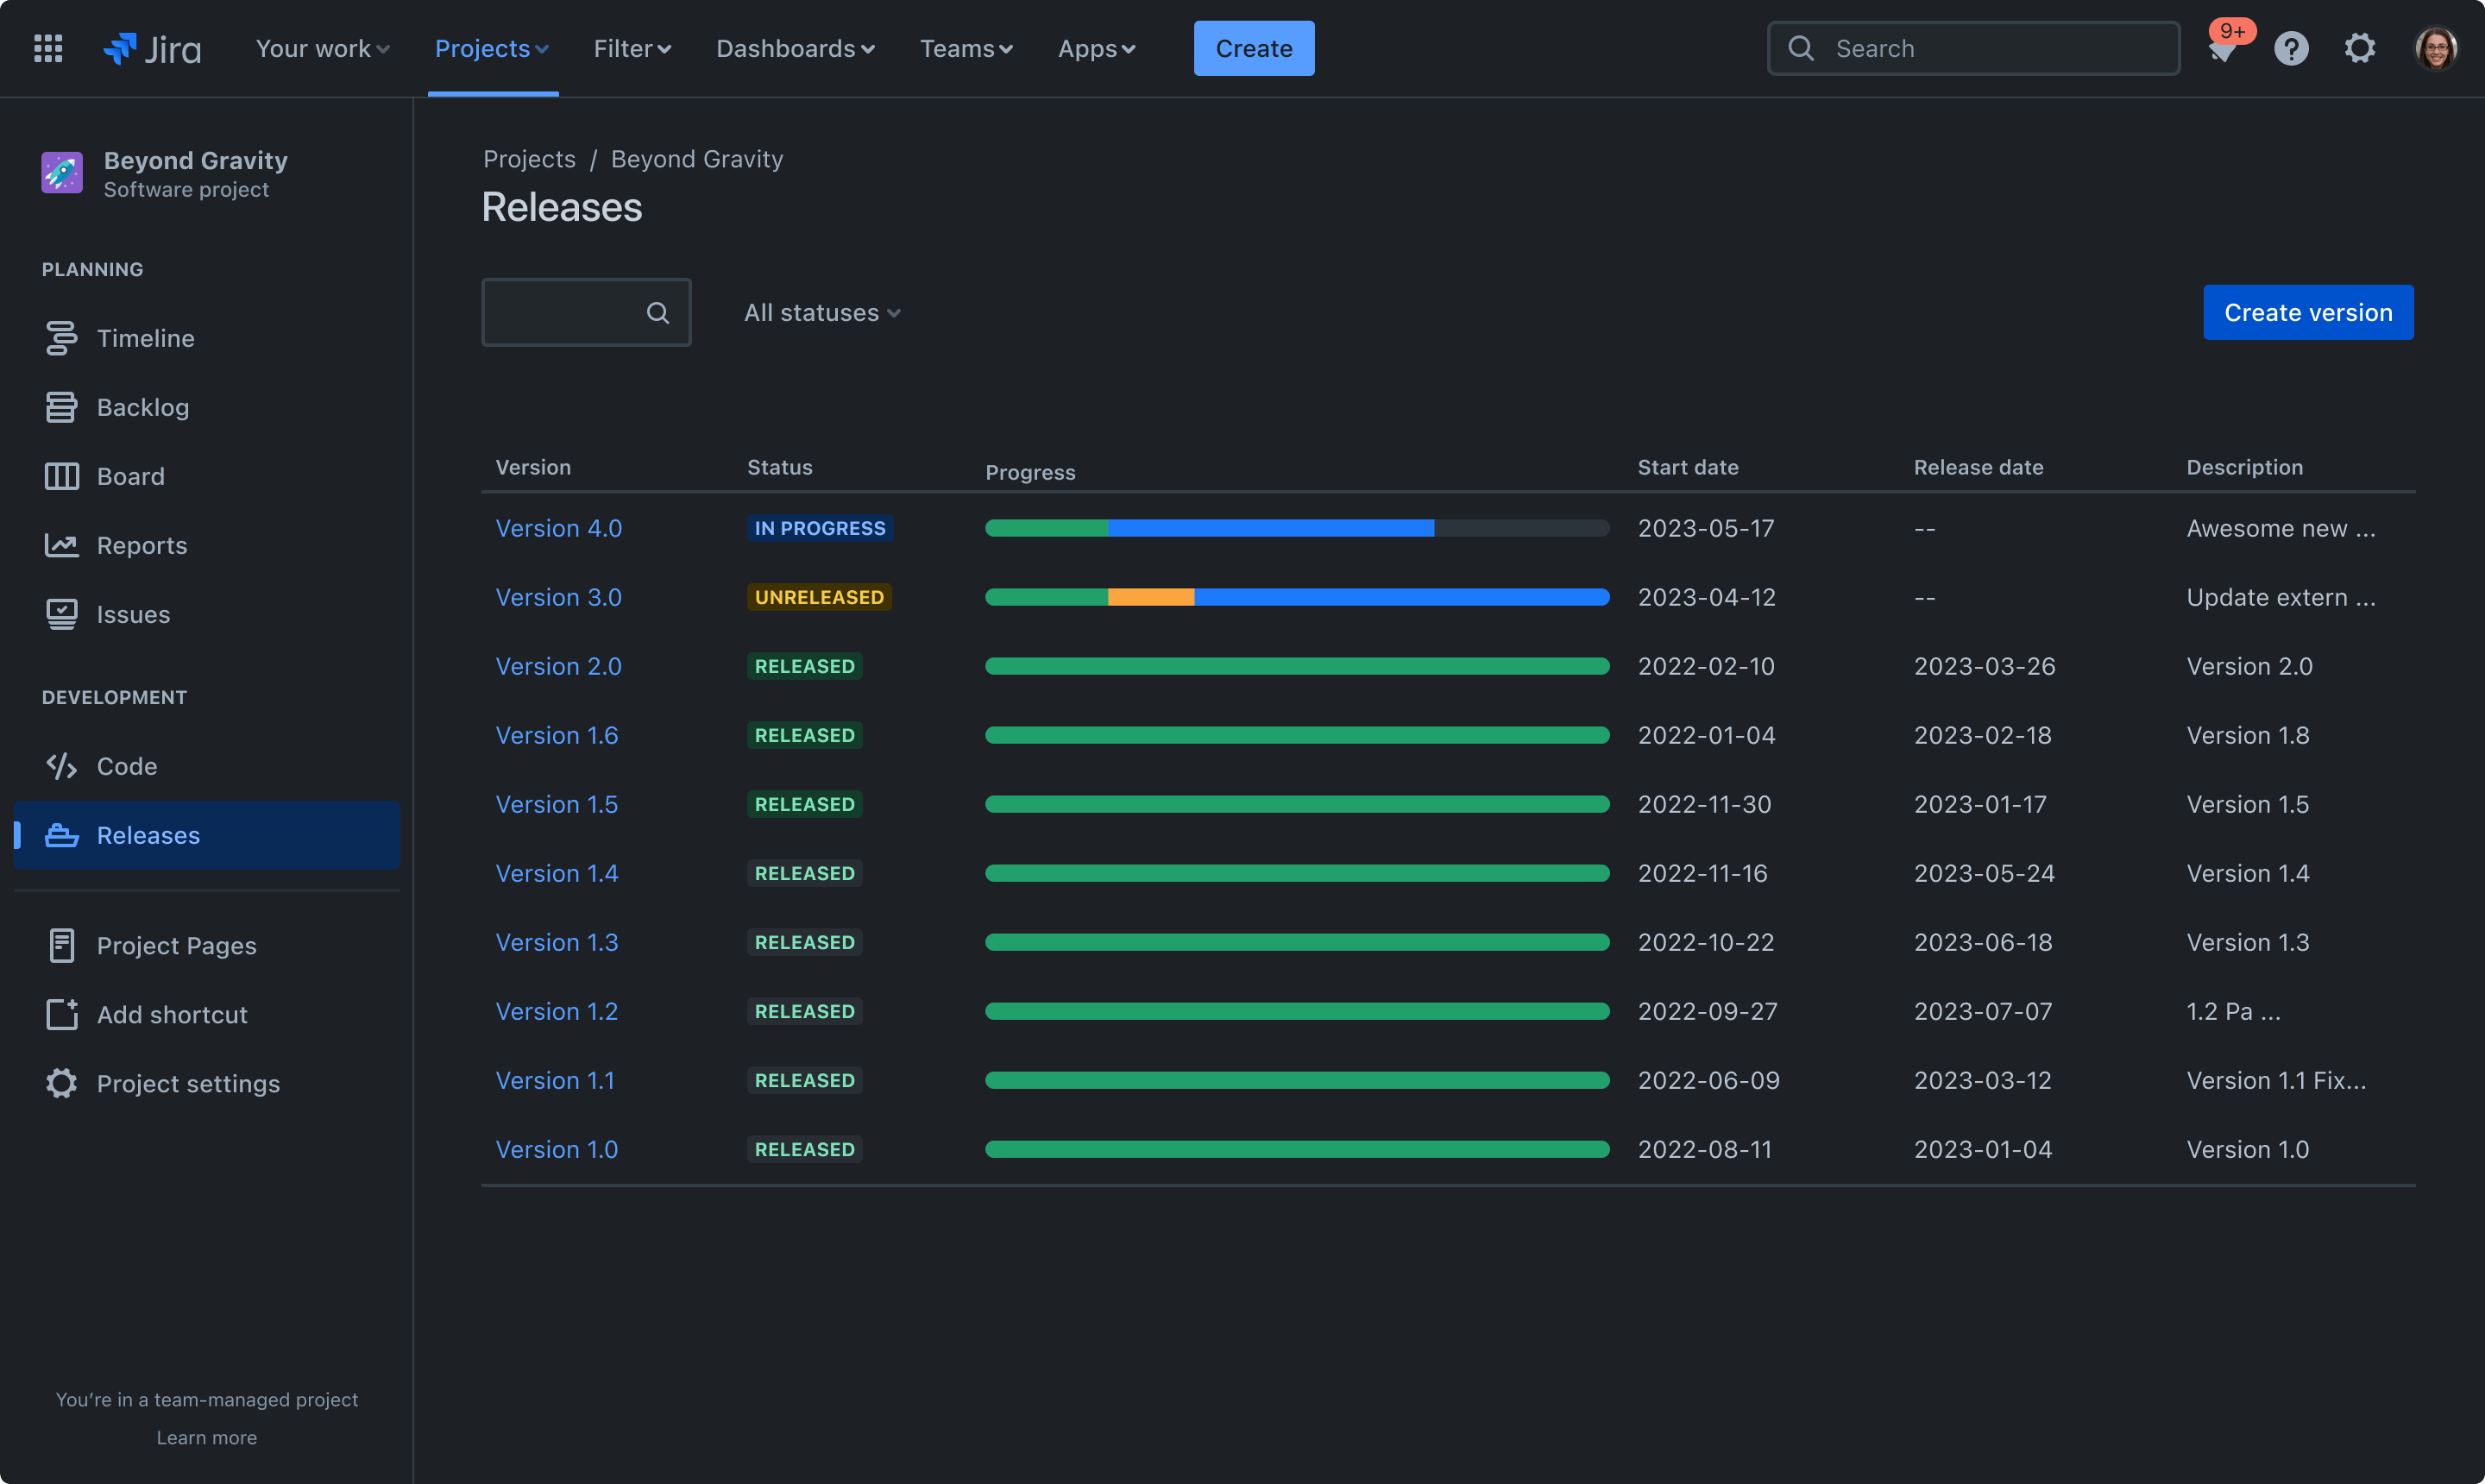 Jira Your work Projects Filter Dashboards Teams Apps Create Search 9+ ?
Beyond Gravity
Software project
PLANNING
Timeline
Backlog
Board
Reports
Issues
DEVELOPMENT
Code
Releases
Project Pages
Add shortcut
Project settings
You’re in a team-managed project
Learn more
Projects / Beyond Gravity
Releases
All statuses Create version
Version Status Progress Start date Release date Description
Version 4.0 IN PROGRESS 2023-05-17 -- Awesome new ...
Version 3.0 UNRELEASED 2023-04-12 -- Update extern ...
Version 2.0 RELEASED 2022-02-10 2023-03-26 Version 2.0
Version 1.6 RELEASED 2022-01-04 2023-02-18 Version 1.8
Version 1.5 RELEASED 2022-11-30 2023-01-17 Version 1.5
Version 1.4 RELEASED 2022-11-16 2023-05-24 Version 1.4
Version 1.3 RELEASED 2022-10-22 2023-06-18 Version 1.3
Version 1.2 RELEASED 2022-09-27 2023-07-07 1.2 Pa ...
Version 1.1 RELEASED 2022-06-09 2023-03-12 Version 1.1 Fix...
Version 1.0 RELEASED 2022-08-11 2023-01-04 Version 1.0